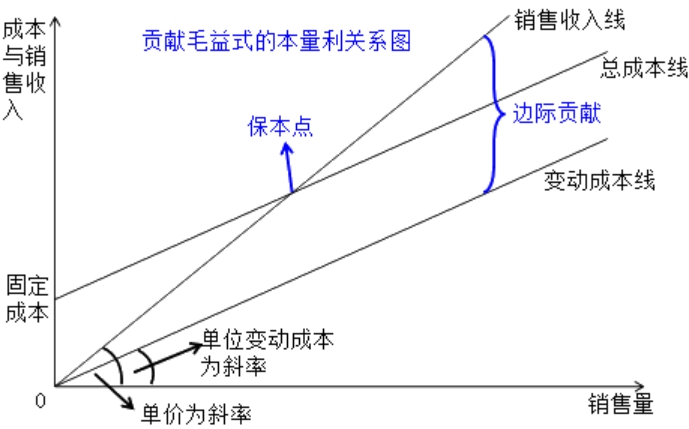 成本
与销
售收
入
贡献毛益式的本量利关系图
销售收入线
总成本线
保本点
边际贡献
变动成本线
固定
成本
单位变动成本
为斜率
0
单价为斜率
销售量